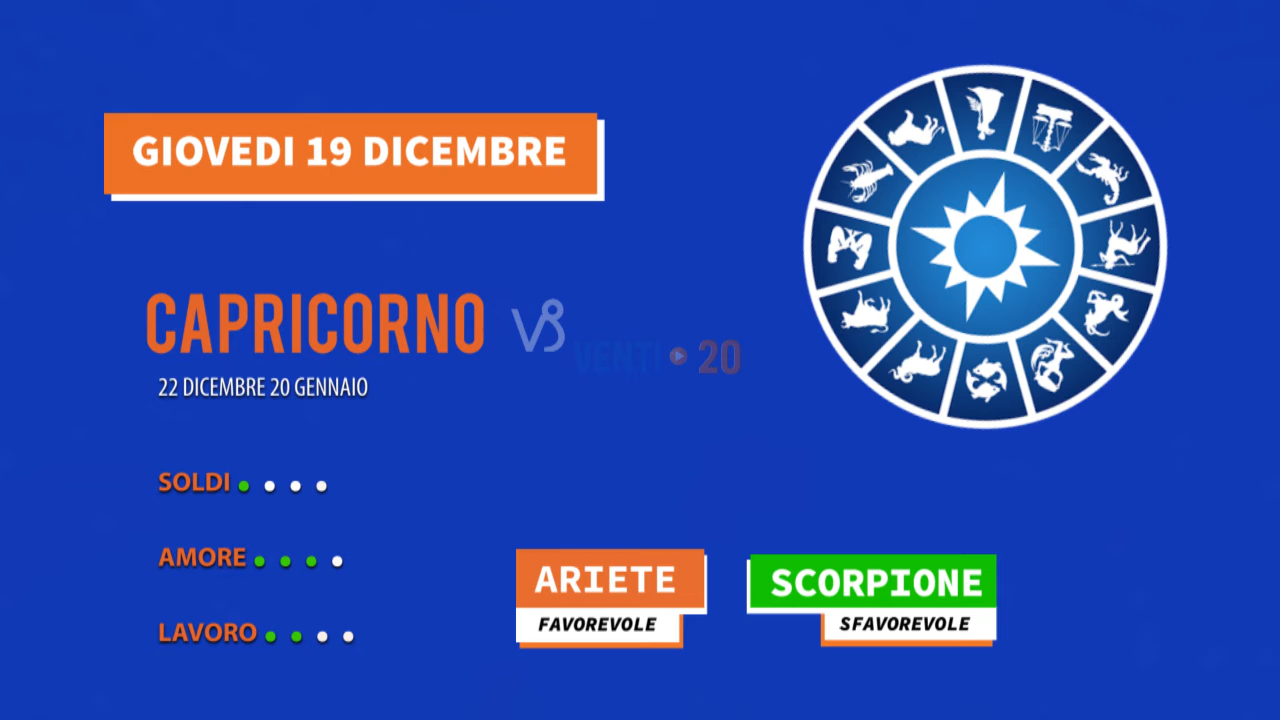 GIOVEDI 19 DICEMBRE
CAPRICORNO
VENTI 20
22 DICEMBRE 20 GENNAIO
SOLDI
AMORE
LAVORO
ARIETE
FAVOREVOLE
SCORPIONE
SFAVOREVOLE